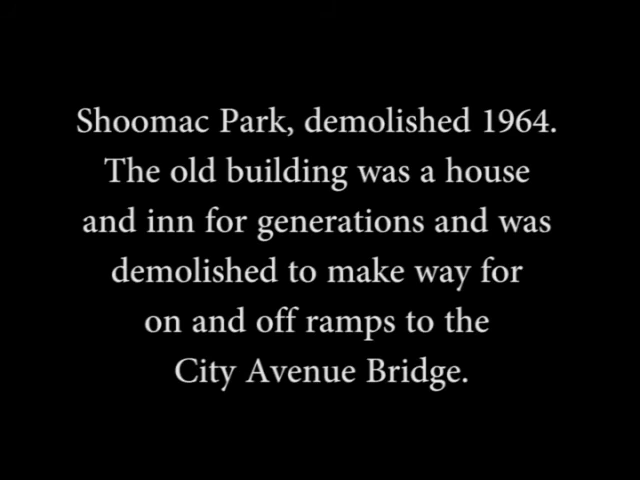 Shoomac Park, demolished 1964.
The old building was a house
and inn for generations and was
demolished to make way for
on and off ramps to the
City Avenue Bridge.